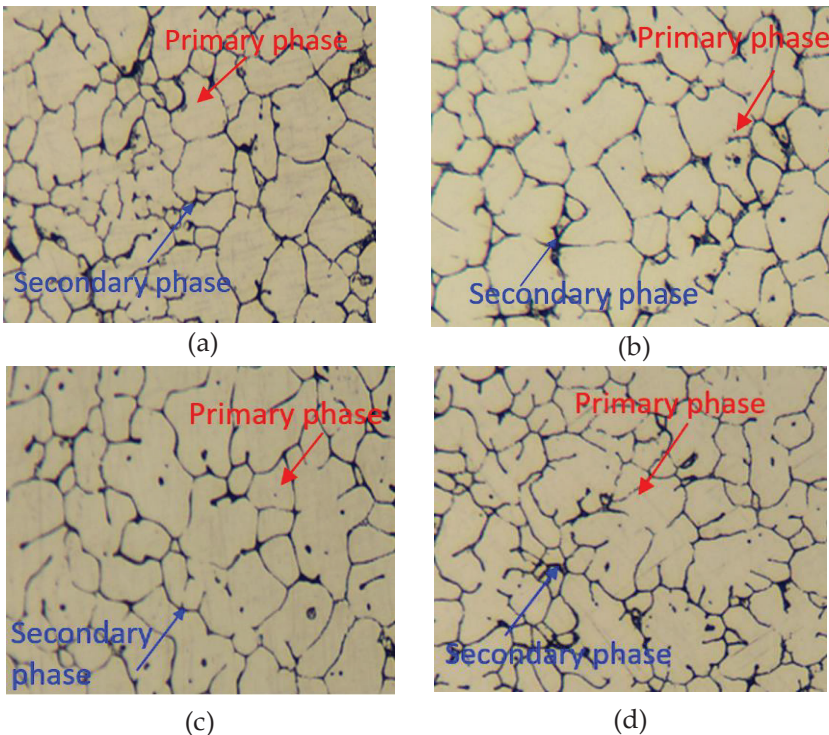 Primary phase
Secondary phase
(a)
Primary phase
Secondary phase
(b)
Primary phase
Secondary
phase
(c)
Primary phase
Secondary phase
(d)